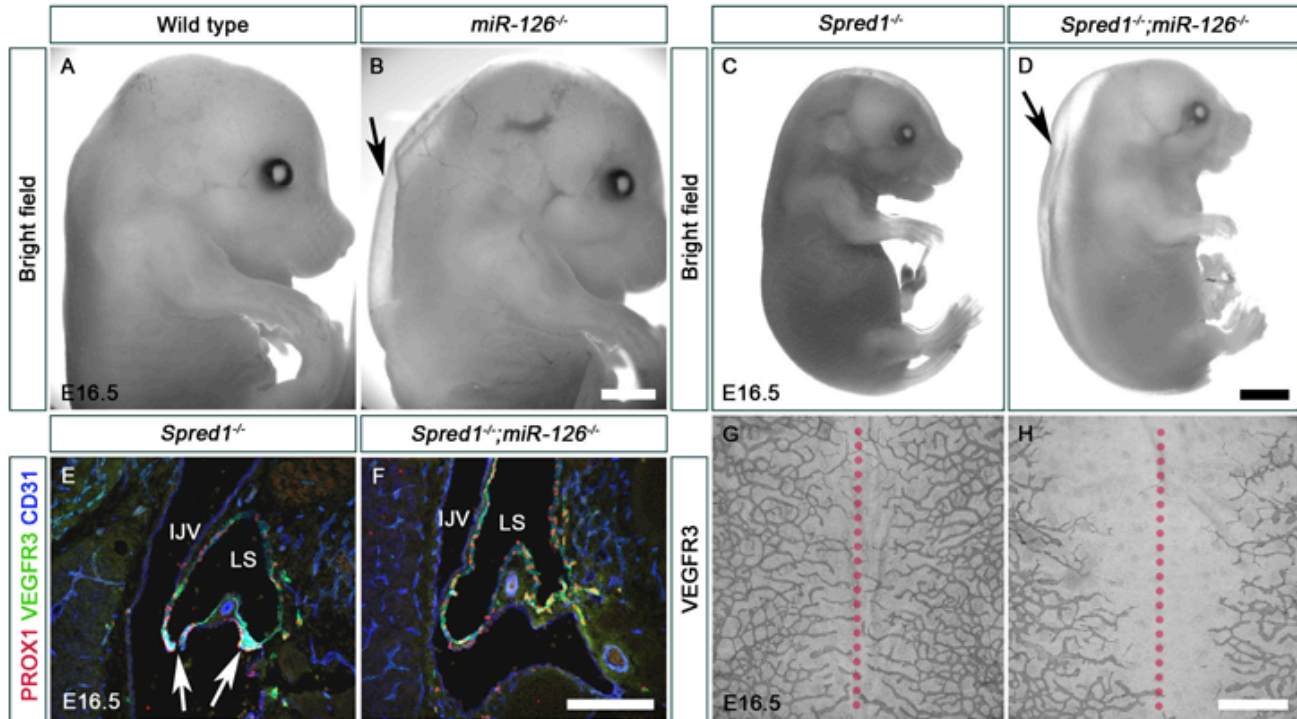 Wild type
miR-126-/-
Spred1-/-
Spred1-/-;miR-126-/-
Bright field
A
E16.5
B
Bright field
C
E16.5
D
Spred1-/-
Spred1-/-;miR-126-/-
PROX1 VEGFR3 CD31
E
IJV
LS
E16.5
F
IJV
LS
VEGFR3
G
E16.5
H